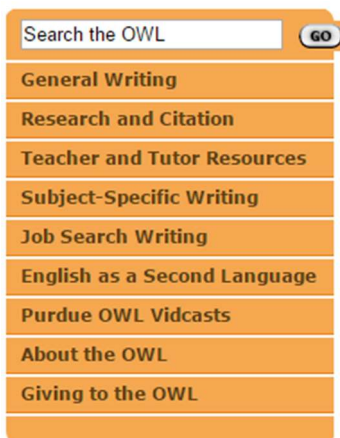 Search the OWL GO
General Writing
Research and Citation
Teacher and Tutor Resources
Subject-Specific Writing
Job Search Writing
English as a Second Language
Purdue OWL Vidcasts
About the OWL
Giving to the OWL